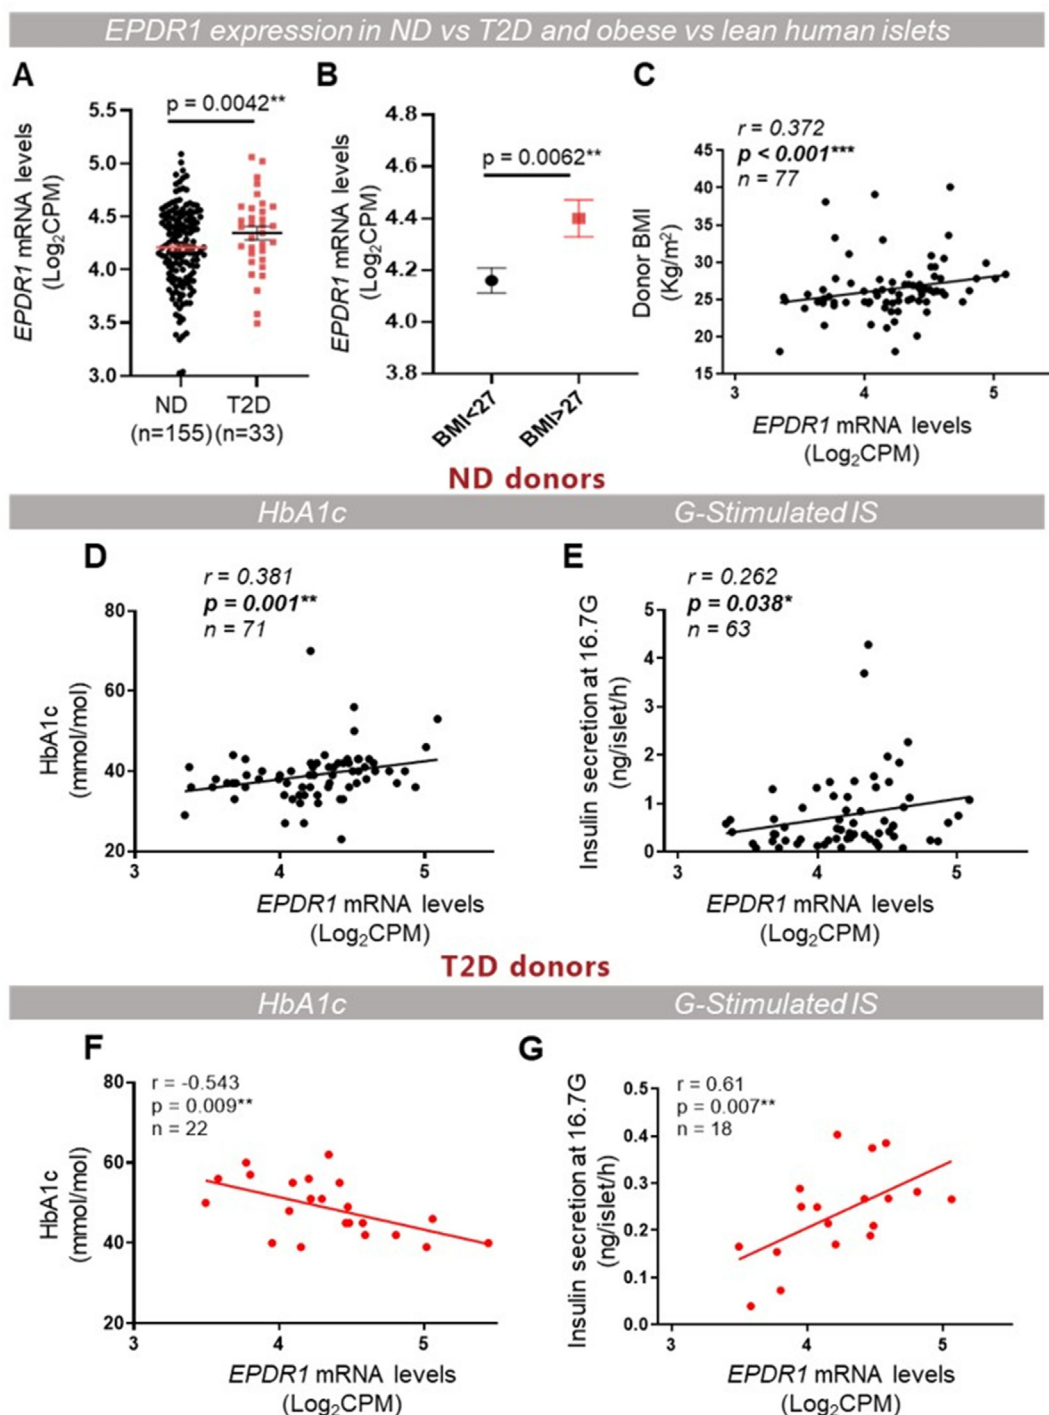 EPDR1 expression in ND vs T2D and obese vs lean human islets
A
p = 0.0042**
EPDR1 mRNA levels
(Log₂CPM)
5.5
5.0
4.5
4.0
3.5
3.0
ND
T2D
(n=155)
(n=33)
B
p = 0.0062**
EPDR1 mRNA levels
(Log₂CPM)
4.8
4.6
4.4
4.2
4.0
3.8
BMI<27
BMI>27
C
r = 0.372
p < 0.001***
n = 77
Donor BMI
(Kg/m²)
45
40
35
30
25
20
15
3
4
5
EPDR1 mRNA levels
(Log₂CPM)
ND donors
HbA1c
G-Stimulated IS
D
r = 0.381
p = 0.001**
n = 71
HbA1c
(mmol/mol)
80
60
40
20
3
4
5
EPDR1 mRNA levels
(Log₂CPM)
E
r = 0.262
p = 0.038*
n = 63
Insulin secretion at 16.7G
(ng/islet/h)
5
4
3
2
1
0
3
4
5
EPDR1 mRNA levels
(Log₂CPM)
T2D donors
HbA1c
G-Stimulated IS
F
r = -0.543
p = 0.009**
n = 22
HbA1c
(mmol/mol)
80
60
40
20
3
4
5
EPDR1 mRNA levels
(Log₂CPM)
G
r = 0.61
p = 0.007**
n = 18
Insulin secretion at 16.7G
(ng/islet/h)
0.5
0.4
0.3
0.2
0.1
0.0
3
4
5
EPDR1 mRNA levels
(Log₂CPM)